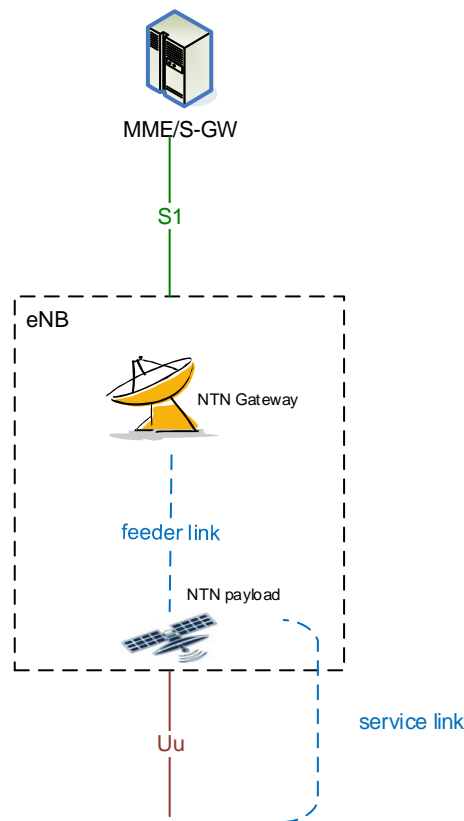 MME/S-GW
S1
eNB
NTN Gateway
feeder link
NTN payload
service link
Uu